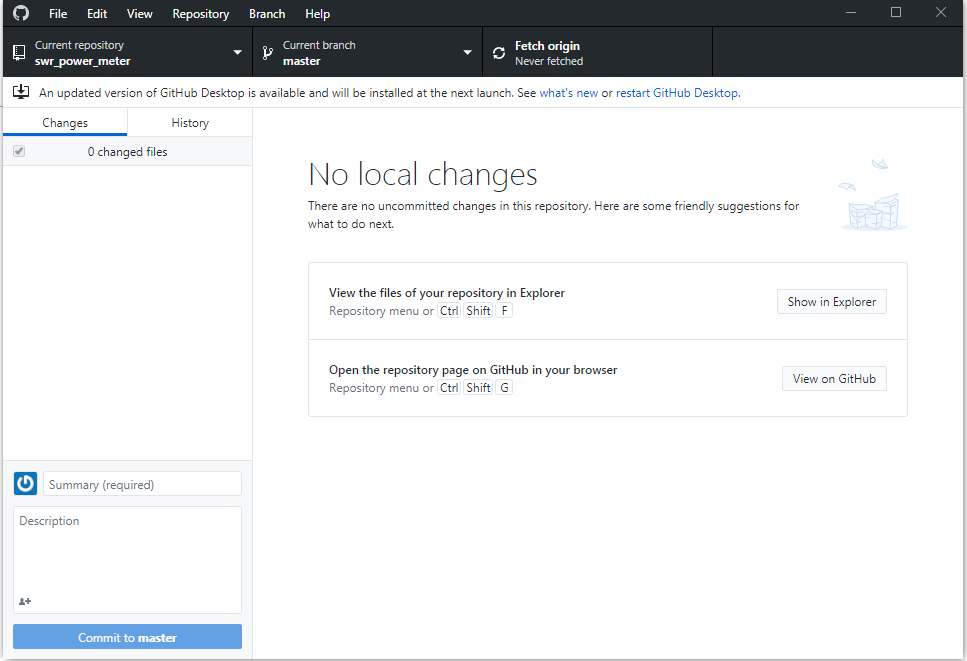 File Edit View Repository Branch Help
Current repository
swr_power_meter
Current branch
master
Fetch origin
Never fetched
An updated version of GitHub Desktop is available and will be installed at the next launch. See what's new or restart GitHub Desktop.
Changes
History
0 changed files
No local changes
There are no uncommitted changes in this repository. Here are some friendly suggestions for
what to do next.
View the files of your repository in Explorer
Repository menu or Ctrl Shift F
Show in Explorer
Open the repository page on GitHub in your browser
Repository menu or Ctrl Shift G
View on GitHub
Summary (required)
Description
Commit to master